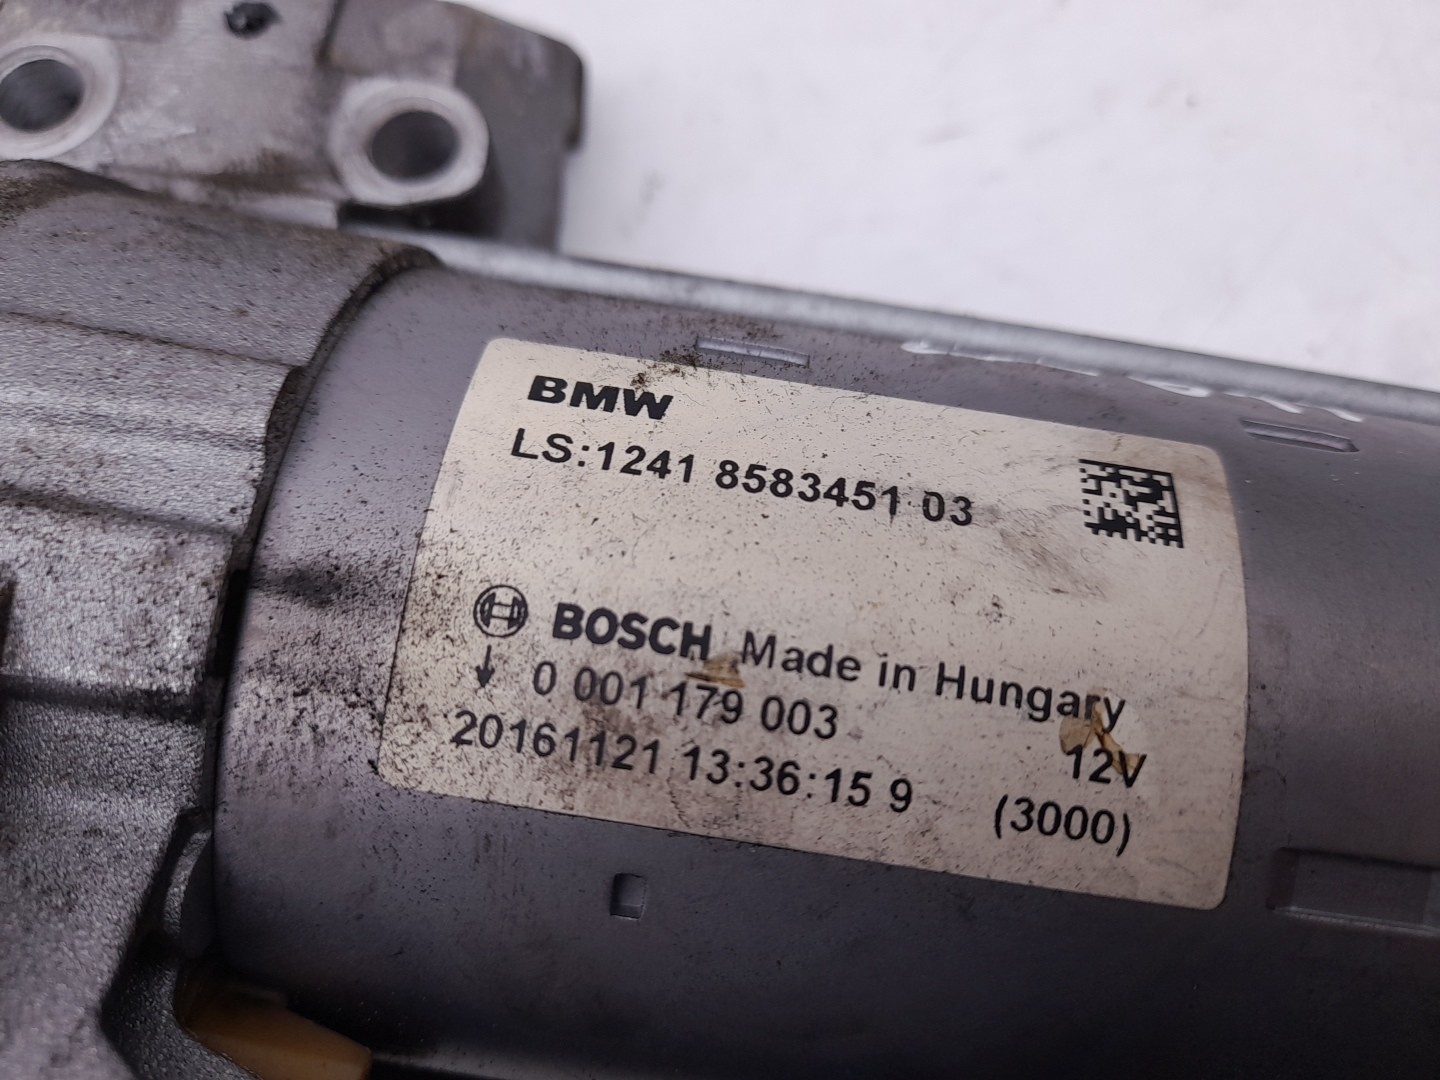 BMW
LS:1241 8583451 03
BOSCH Made in Hungary
0 001 179 003
12V
20161121 13:36:15 9
(3000)